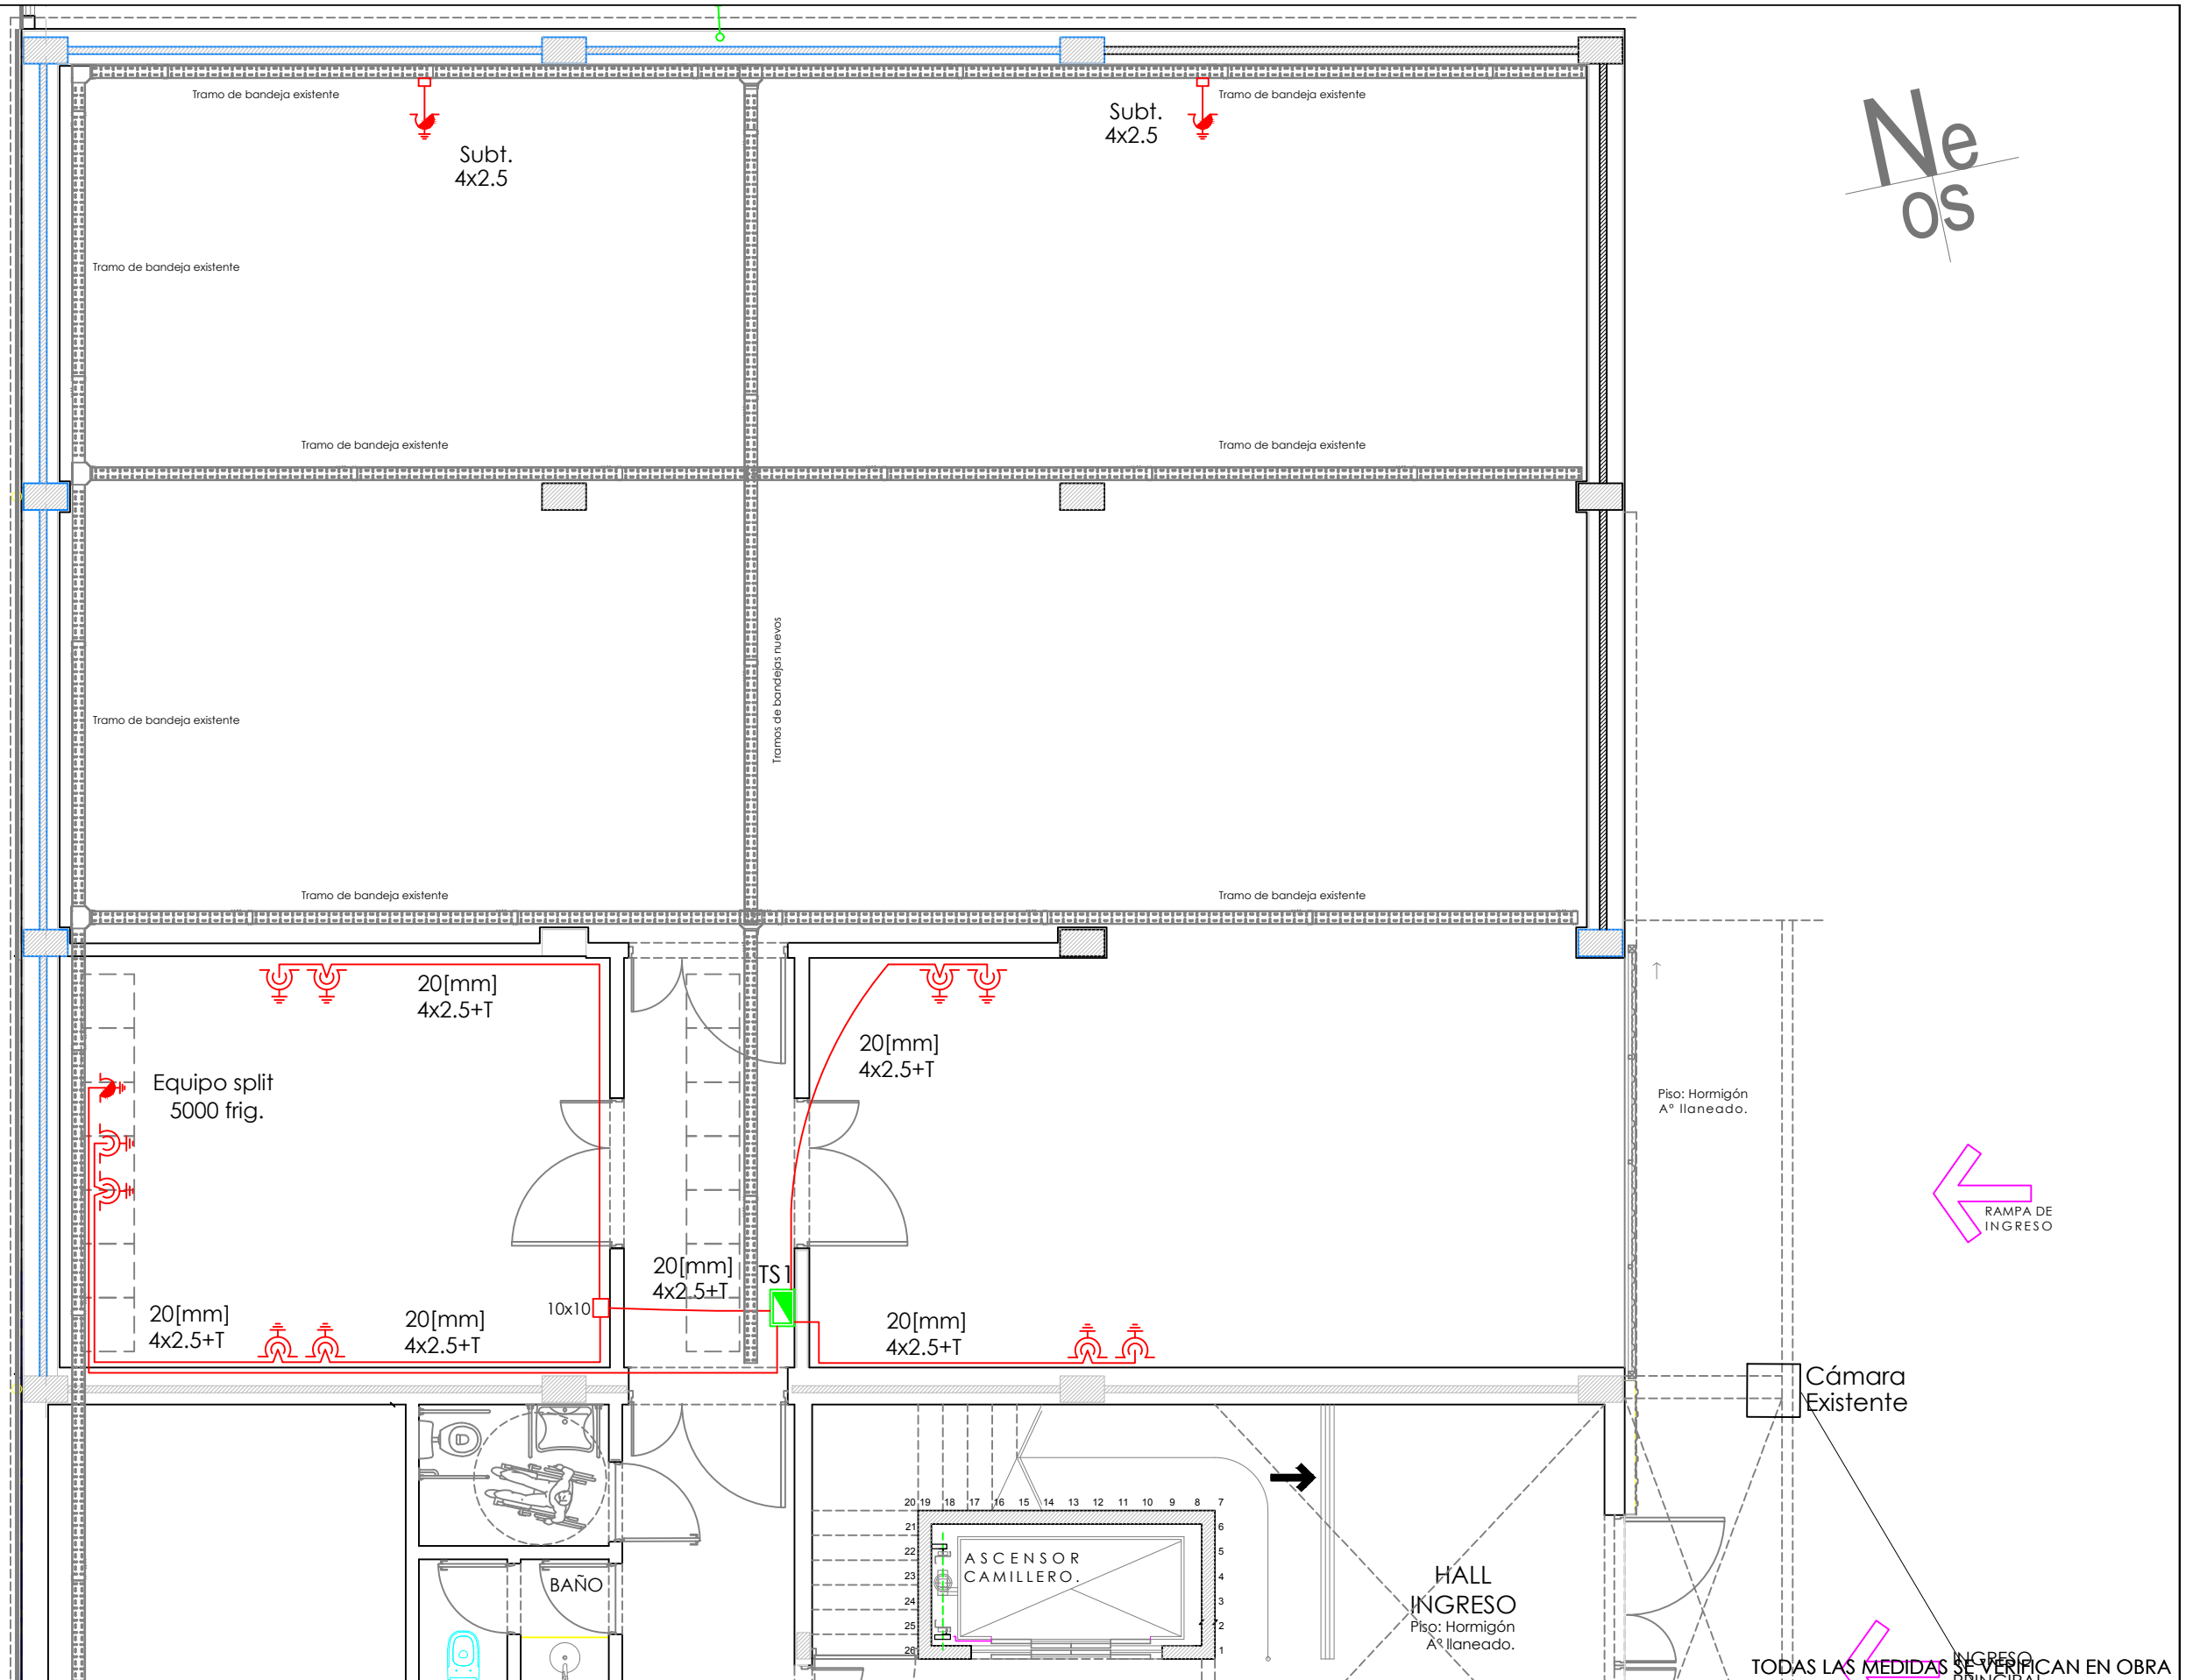 Tramo de bandeja existente
Subt.
4x2.5
Subt.
4x2.5
Tramo de bandeja existente
Ne
os
Tramo de bandeja existente
Tramo de bandeja existente
Tramo de bandeja existente
Tramos de bandejas nuevos
Tramo de bandeja existente
Tramo de bandeja existente
Tramo de bandeja existente
20[mm]
4x2.5+T
20[mm]
4x2.5+T
Equipo split
5000 frig.
Piso: Hormigón
Aº llaneado.
RAMPA DE
INGRESO
20[mm]
4x2.5+T
TS1
10x10
20[mm]
4x2.5+T
20[mm]
4x2.5+T
20[mm]
4x2.5+T
Cámara
Existente
20 19 18 17 16 15 14 13 12 11 10 9 8 7
21 6
22 5
23 4
24 3
25 2
26 1
ASCENSOR
CAMILLERO.
BAÑO
HALL
INGRESO
Piso: Hormigón
Aº llaneado.
INGRESO
PRINCIPAL
TODAS LAS MEDIDAS SE VERIFICAN EN OBRA